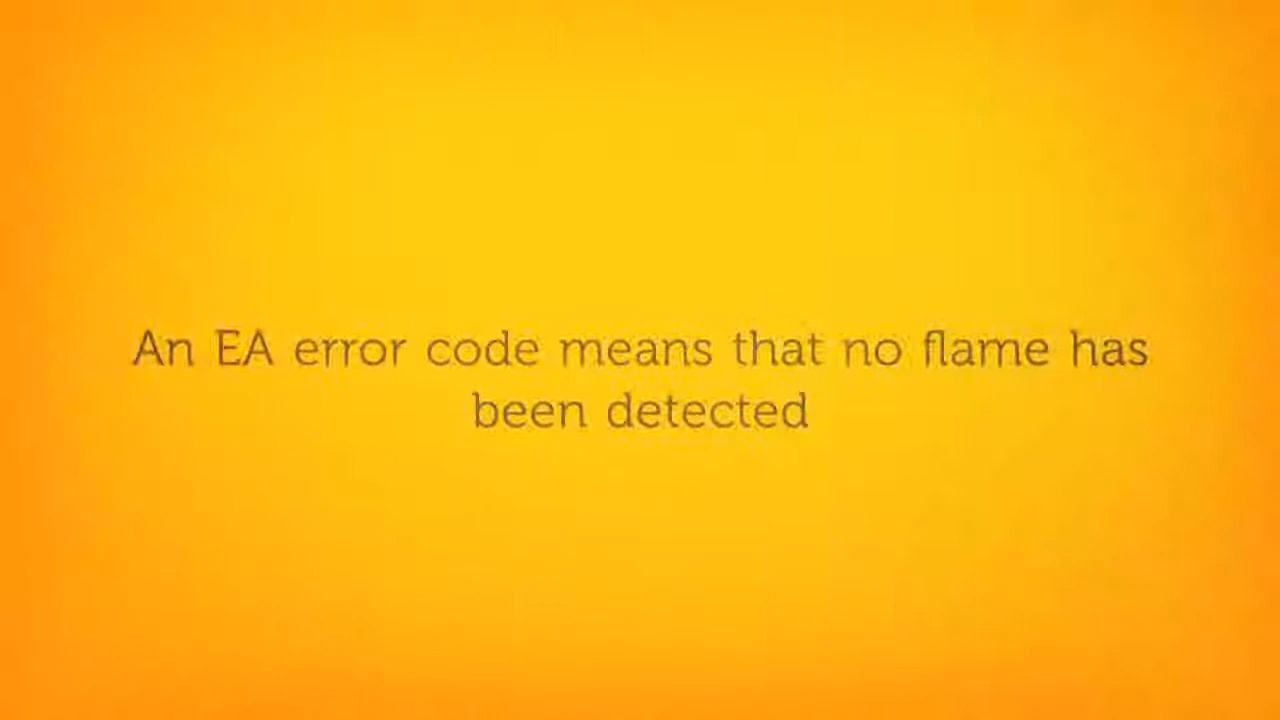 An EA error code means that no flame has
been detected